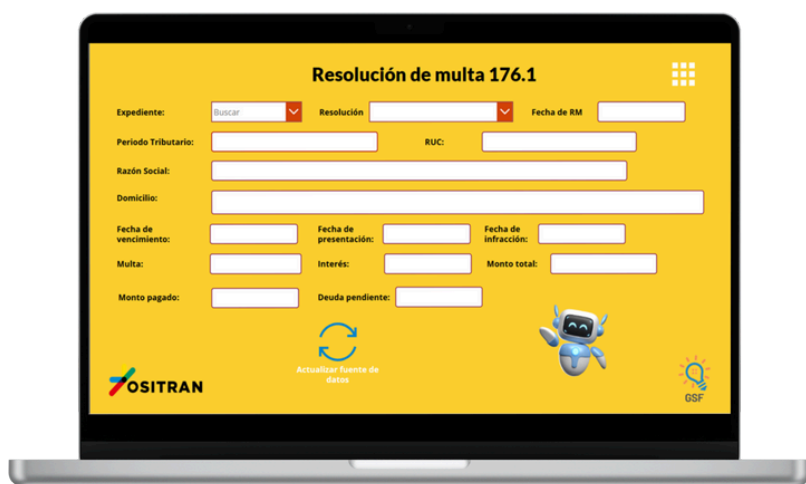 Resolución de multa 176.1
Expediente: Buscar Resolución Fecha de RM
Periodo Tributario: RUC:
Razón Social:
Domicilio:
Fecha de vencimiento: Fecha de presentación: Fecha de infracción:
Multa: Interés: Monto total:
Monto pagado: Deuda pendiente:
Actualizar fuente de
datos
OSITRAN
GSF